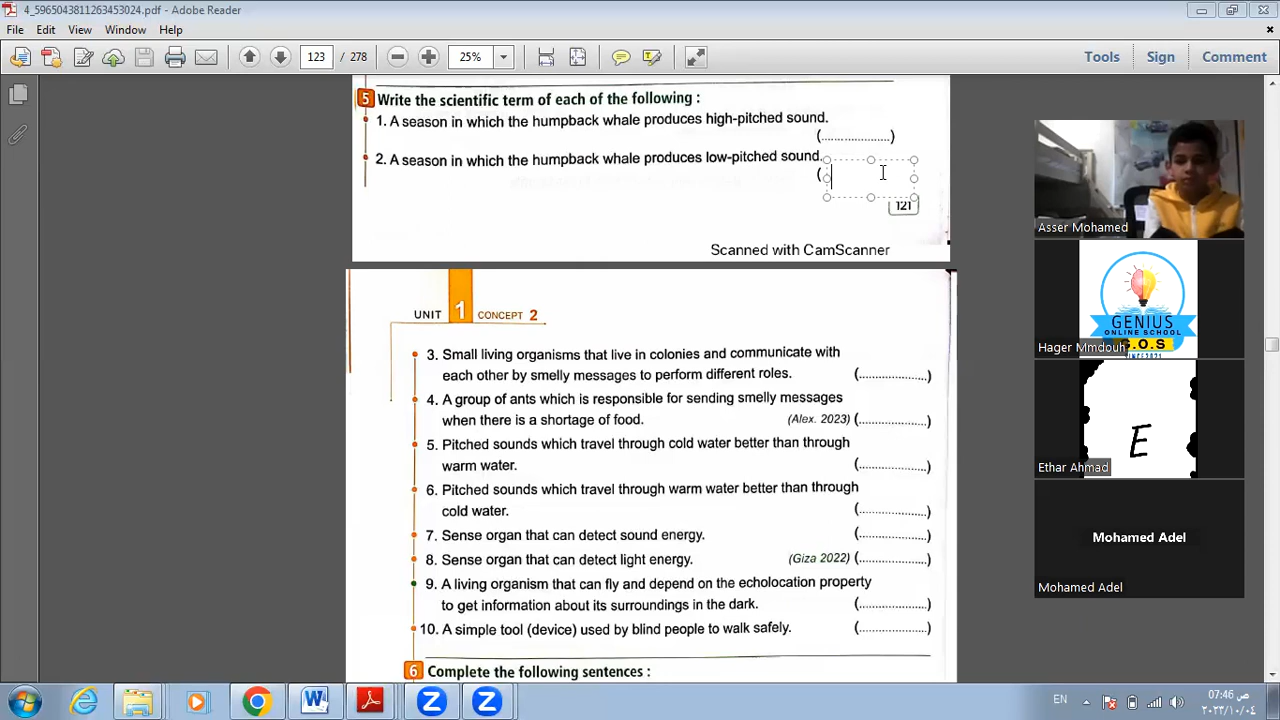 4_5965043811263453024.pdf - Adobe Reader
File Edit View Window Help
123 / 278 25% Tools Sign Comment
5 Write the scientific term of each of the following :
1. A season in which the humpback whale produces high-pitched sound.
(....................)
2. A season in which the humpback whale produces low-pitched sound.
(
121
Scanned with CamScanner
UNIT 1 CONCEPT 2
3. Small living organisms that live in colonies and communicate with
each other by smelly messages to perform different roles. (....................)
4. A group of ants which is responsible for sending smelly messages
when there is a shortage of food. (Alex. 2023) (....................)
5. Pitched sounds which travel through cold water better than through
warm water. (....................)
6. Pitched sounds which travel through warm water better than through
cold water. (....................)
7. Sense organ that can detect sound energy. (....................)
8. Sense organ that can detect light energy. (Giza 2022) (....................)
9. A living organism that can fly and depend on the echolocation property
to get information about its surroundings in the dark. (....................)
10. A simple tool (device) used by blind people to walk safely. (....................)
6 Complete the following sentences :
Asser Mohamed
GENIUS
ONLINE SCHOOL
G.O.S
SINCE2021
Hager Mmdouh
E
Ethar Ahmad
Mohamed Adel
Mohamed Adel
EN
07:46 ص
٢٠٢٣/١٠/٠٤